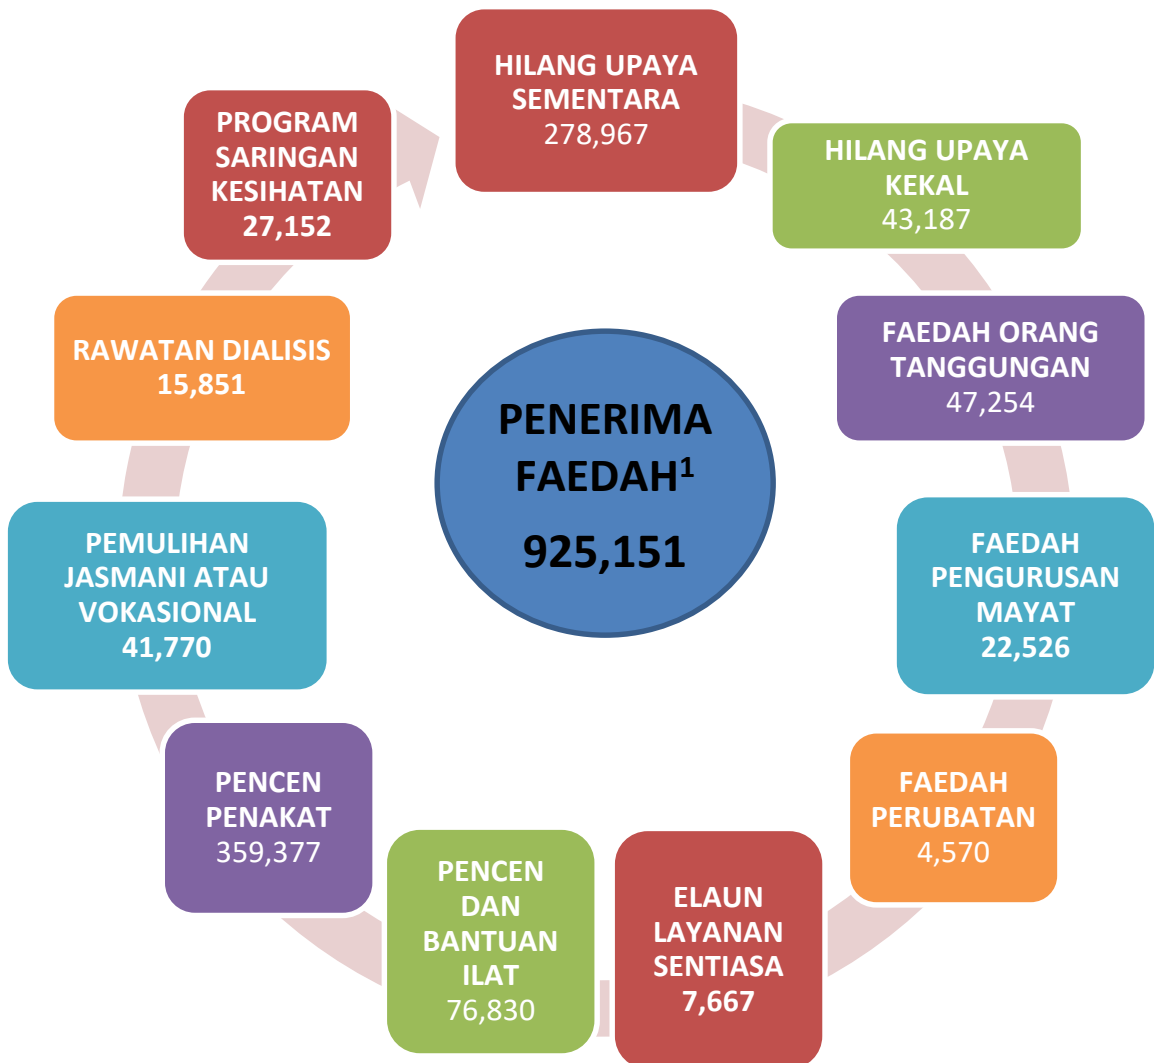 HILANG UPAYA
SEMENTARA
278,967
HILANG UPAYA
KEKAL
43,187
FAEDAH ORANG
TANGGUNGAN
47,254
FAEDAH
PENGURUSAN
MAYAT
22,526
FAEDAH
PERUBATAN
4,570
ELAUN
LAYANAN
SENTIASA
7,667
PENCEN
DAN
BANTUAN
ILAT
76,830
PENCEN
PENAKAT
359,377
PEMULIHAN
JASMANI ATAU
VOKASIONAL
41,770
RAWATAN DIALISIS
15,851
PROGRAM
SARINGAN
KESIHATAN
27,152
PENERIMA
FAEDAH¹
925,151